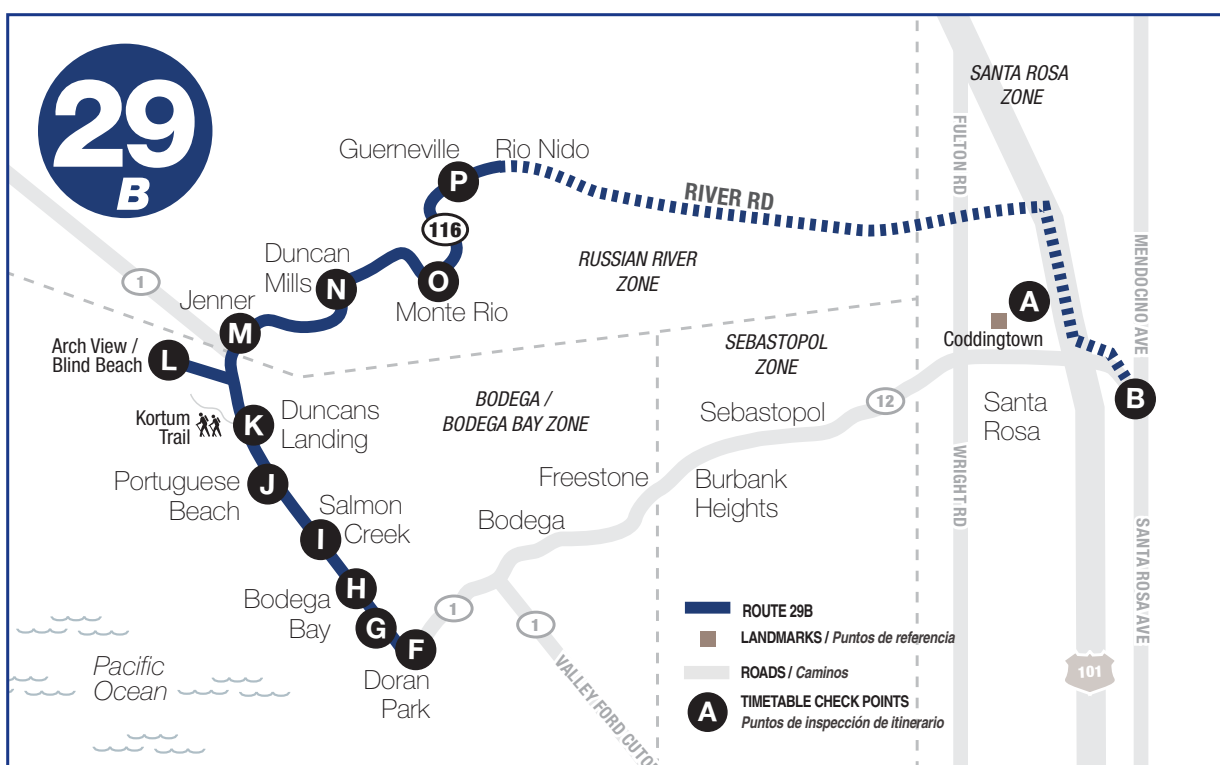 29
B
SANTA ROSA
ZONE
Guerneville
Rio Nido
P
RIVER RD
FULTON RD
MENDOCINO AVE
116
Duncan
Mills
N
O
Monte Rio
RUSSIAN RIVER
ZONE
1
Jenner
M
A
Coddingtown
Arch View /
Blind Beach
L
SEBASTOPOL
ZONE
BODEGA /
BODEGA BAY ZONE
12
B
Kortum
Trail
K
Duncans
Landing
Sebastopol
Santa
Rosa
Portuguese
Beach
J
Freestone
Burbank
Heights
WRIGHT RD
Salmon
Creek
I
Bodega
SANTA ROSA AVE
Bodega
Bay
H
G
F
Doran
Park
1
1
VALLEY FORD CUTO
Pacific
Ocean
ROUTE 29B
LANDMARKS / Puntos de referencia
ROADS / Caminos
A
TIMETABLE CHECK POINTS
Puntos de inspección de itinerario
101